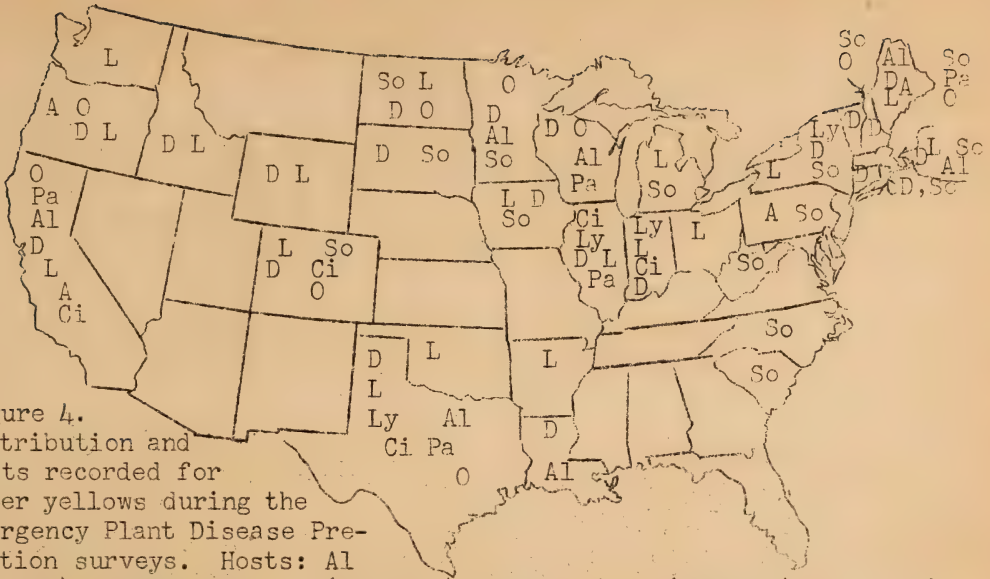 So
O
Al
D A
L
So
Pa
O
L
A O
D L
D L
D L
So L
D O
D So
O
D
Al
So
D O
Al
Pa
L
So
Ly
D
So
L
D
D
D
D
L So
Al
D, So
L D
So
Ci
Ly
D L
Pa
Ly
L
Ci
D
L
A So
So
O
Pa
Al
D
L
A
Ci
L So
D Ci
O
So
So
D L
L
Ly Al
Ci Pa
O
L
D
Al
ure 4.
tribution and
ts recorded for
er yellows during the
rgency Plant Disease Pre-
tion surveys. Hosts: Al